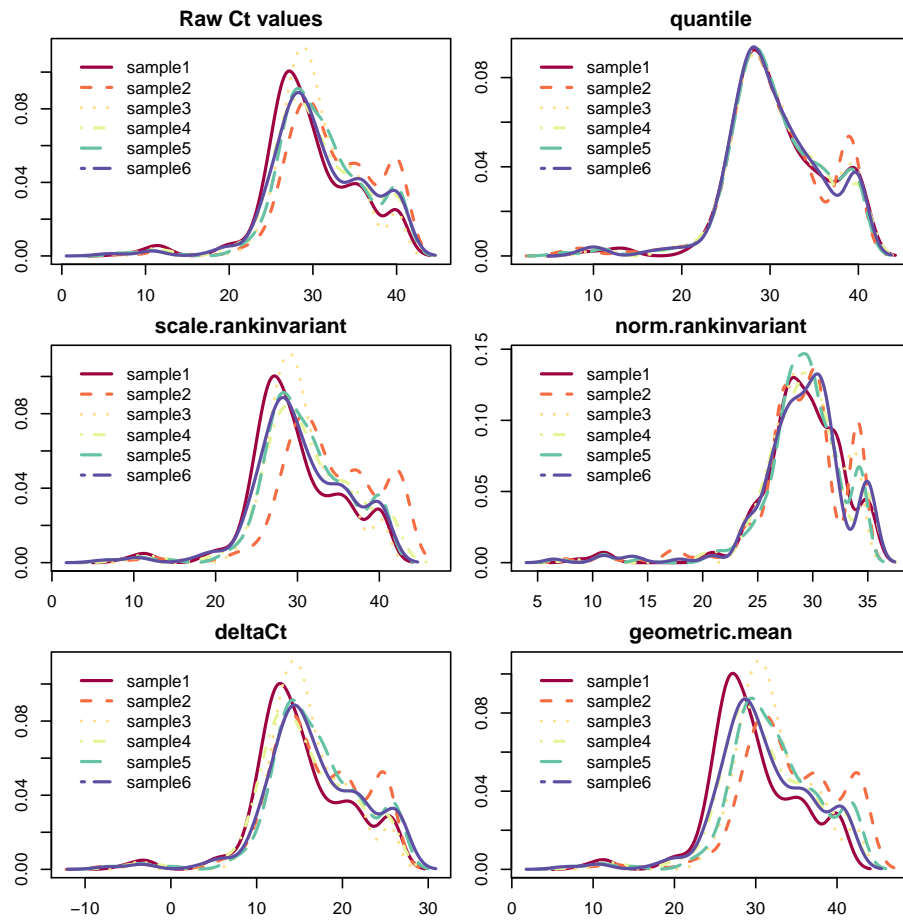 Raw Ct values
sample1
sample2
sample3
sample4
sample5
sample6
0.00
0.04
0.08
0 10 20 30 40
quantile
sample1
sample2
sample3
sample4
sample5
sample6
0.00
0.04
0.08
10 20 30 40
scale.rankinvariant
sample1
sample2
sample3
sample4
sample5
sample6
0.00
0.04
0.08
0 10 20 30 40
norm.rankinvariant
sample1
sample2
sample3
sample4
sample5
sample6
0.00
0.05
0.10
0.15
5 10 15 20 25 30 35
deltaCt
sample1
sample2
sample3
sample4
sample5
sample6
0.00
0.04
0.08
−10 0 10 20 30
geometric.mean
sample1
sample2
sample3
sample4
sample5
sample6
0.00
0.04
0.08
0 10 20 30 40